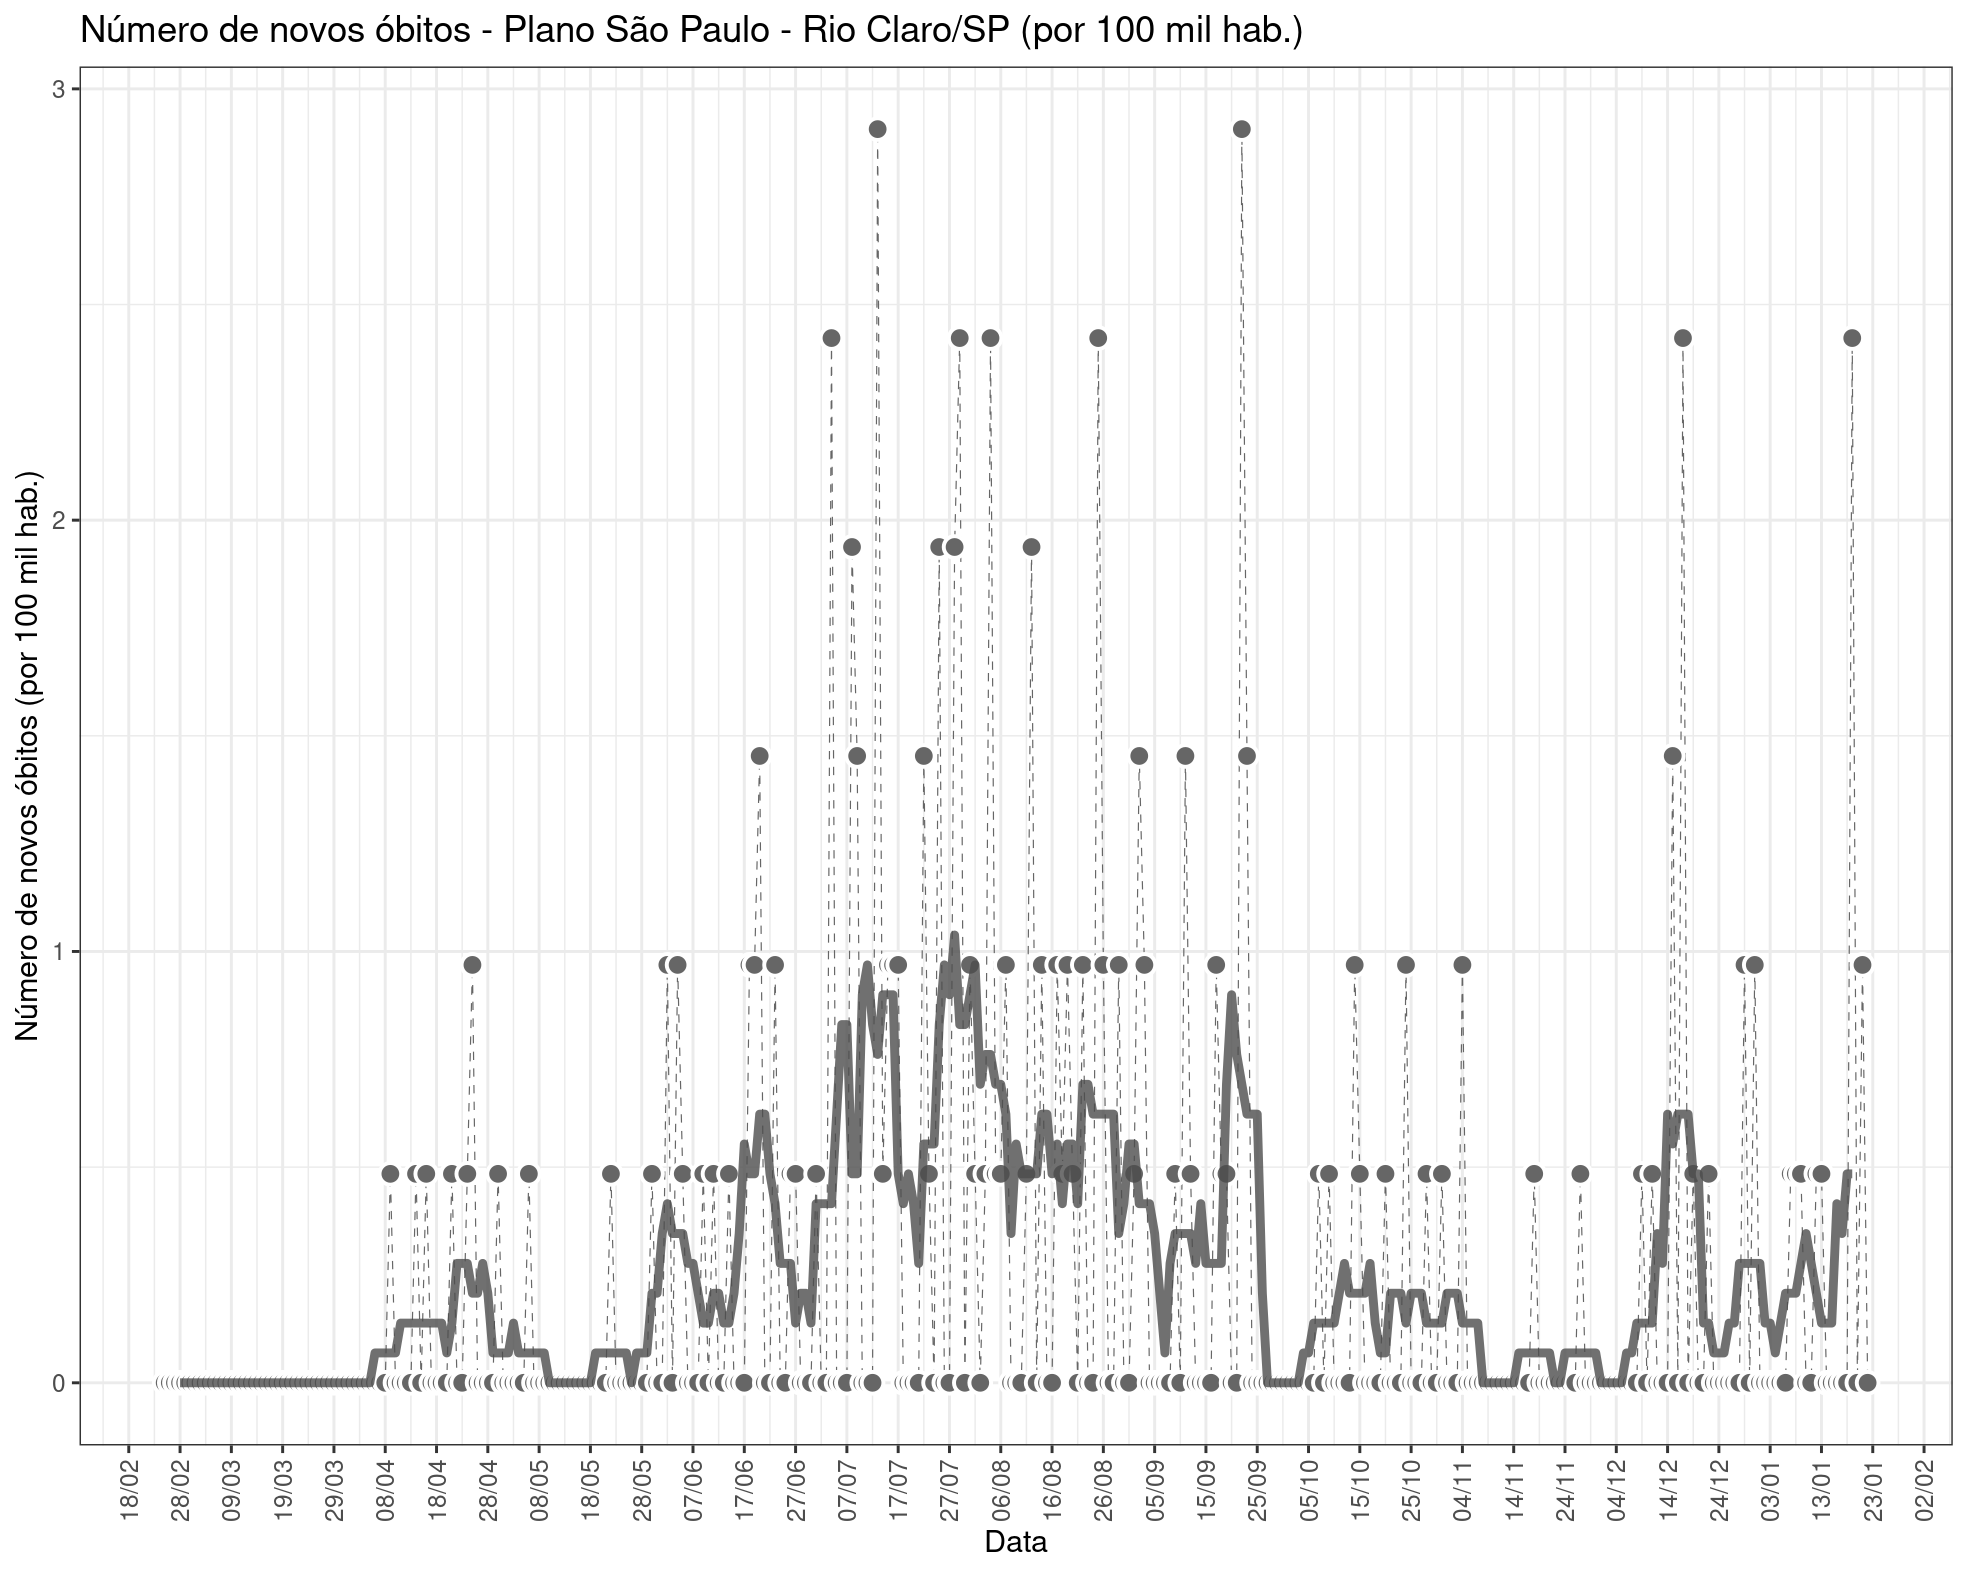 Número de novos óbitos - Plano São Paulo - Rio Claro/SP (por 100 mil hab.)
Número de novos óbitos (por 100 mil hab.)
3
2
1
0
18/02 28/02 09/03 19/03 29/03 08/04 18/04 28/04 08/05 18/05 28/05 07/06 17/06 27/06 07/07 17/07 27/07 06/08 16/08 26/08 05/09 15/09 25/09 05/10 15/10 25/10 04/11 14/11 24/11 04/12 14/12 24/12 03/01 13/01 23/01 02/02
Data